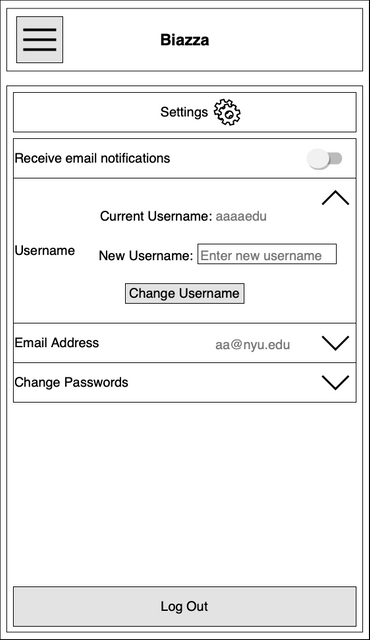 Biazza
Settings
Receive email notifications
Current Username: aaaaedu
Username
New Username: Enter new username
Change Username
Email Address aa@nyu.edu
Change Passwords
Log Out